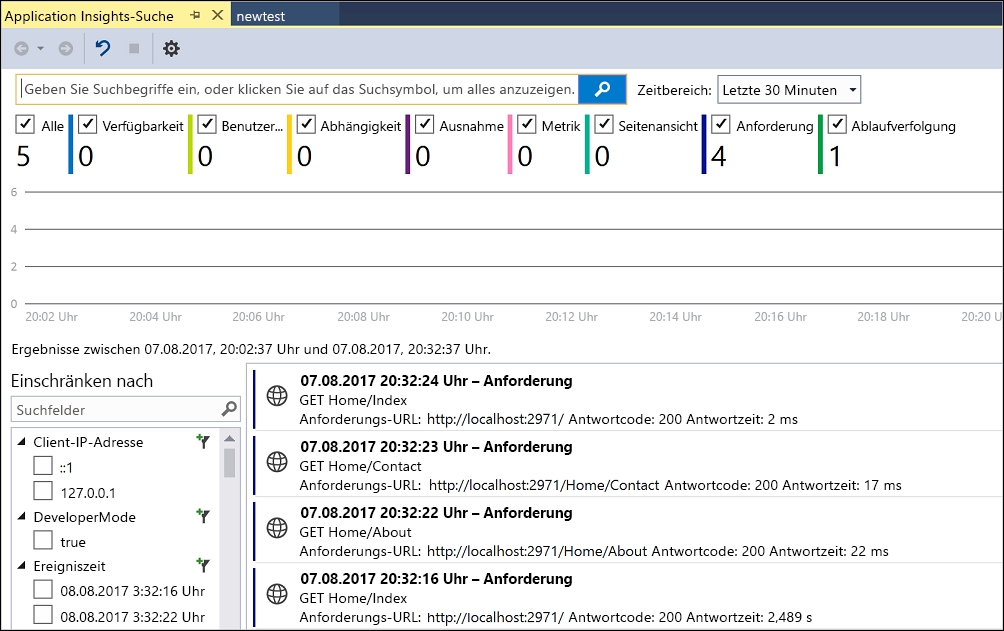 Application Insights-Suche newtest
Geben Sie Suchbegriffe ein, oder klicken Sie auf das Suchsymbol, um alles anzuzeigen. Zeitbereich: Letzte 30 Minuten
Alle Verfügbarkeit Benutzer... Abhängigkeit Ausnahme Metrik Seitenansicht Anforderung Ablaufverfolgung
5 0 0 0 0 0 0 4 1
6
4
2
0
20:02 Uhr 20:04 Uhr 20:06 Uhr 20:08 Uhr 20:10 Uhr 20:12 Uhr 20:14 Uhr 20:16 Uhr 20:18 Uhr 20:20 U
Ergebnisse zwischen 07.08.2017, 20:02:37 Uhr und 07.08.2017, 20:32:37 Uhr.
Einschränken nach
Suchfelder
Client-IP-Adresse
::1
127.0.0.1
DeveloperMode
true
Ereigniszeit
08.08.2017 3:32:16 Uhr
08.08.2017 3:32:22 Uhr
07.08.2017 20:32:24 Uhr – Anforderung
GET Home/Index
Anforderungs-URL: http://localhost:2971/ Antwortcode: 200 Antwortzeit: 2 ms
07.08.2017 20:32:23 Uhr – Anforderung
GET Home/Contact
Anforderungs-URL: http://localhost:2971/Home/Contact Antwortcode: 200 Antwortzeit: 17 ms
07.08.2017 20:32:22 Uhr – Anforderung
GET Home/About
Anforderungs-URL: http://localhost:2971/Home/About Antwortcode: 200 Antwortzeit: 22 ms
07.08.2017 20:32:16 Uhr – Anforderung
GET Home/Index
Anforderungs-URL: http://localhost:2971/ Antwortcode: 200 Antwortzeit: 2,489 s